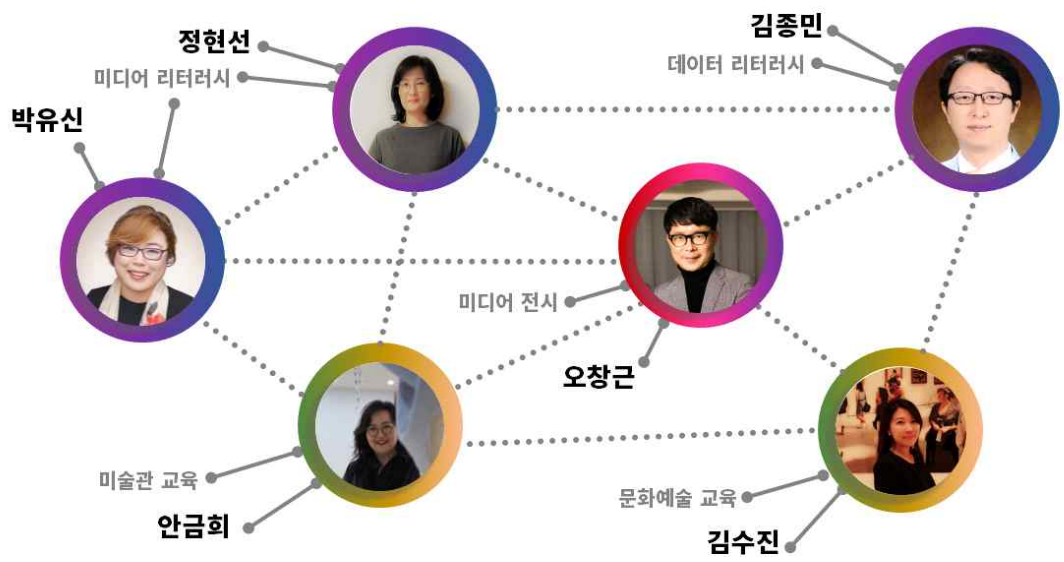 정현선
미디어 리터러시
박유신
김종민
데이터 리터러시
미디어 전시
오창근
미술관 교육
안금회
문화예술 교육
김수진